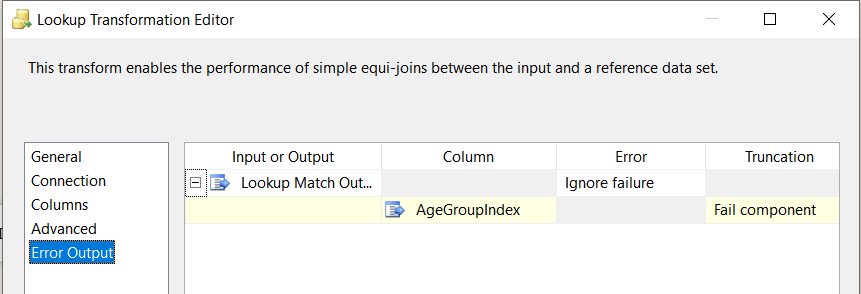 Lookup Transformation Editor
This transform enables the performance of simple equi-joins between the input and a reference data set.
General
Connection
Columns
Advanced
Error Output
Input or Output Column Error Truncation
Lookup Match Out... Ignore failure
AgeGroupIndex Fail component